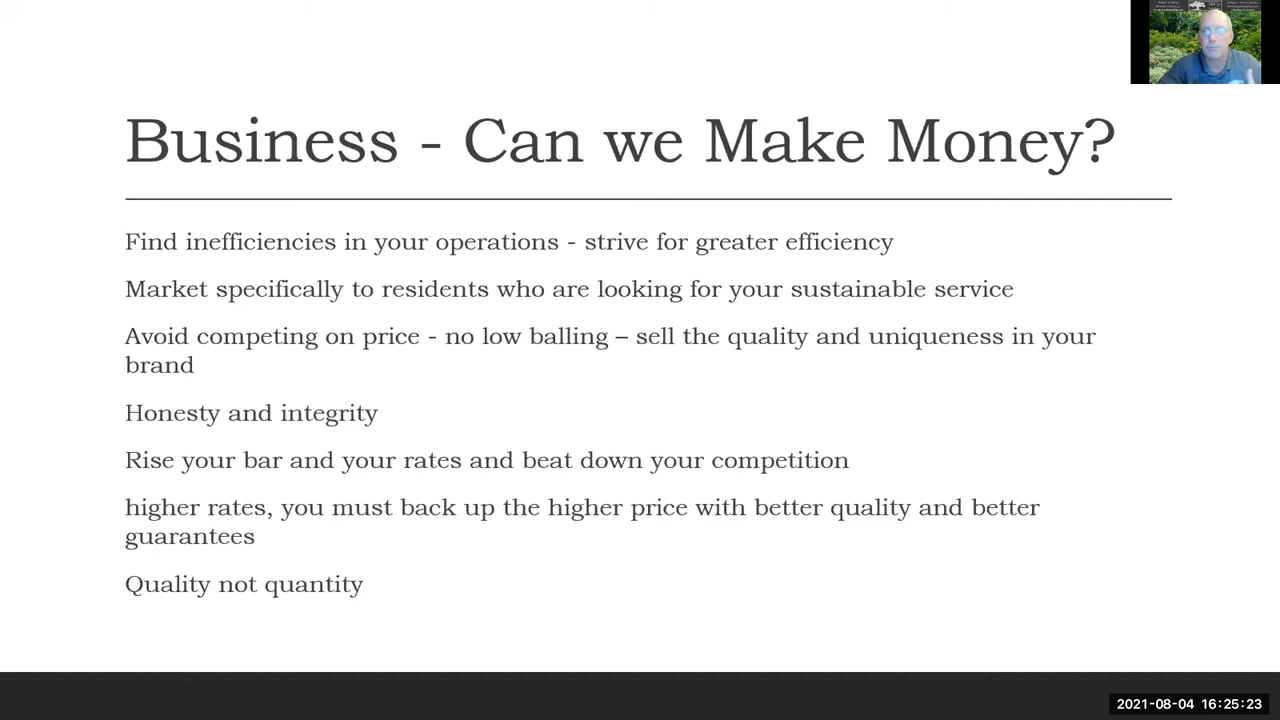 Business - Can we Make Money?
Find inefficiencies in your operations - strive for greater efficiency
Market specifically to residents who are looking for your sustainable service
Avoid competing on price - no low balling – sell the quality and uniqueness in your
brand
Honesty and integrity
Rise your bar and your rates and beat down your competition
higher rates, you must back up the higher price with better quality and better
guarantees
Quality not quantity
2021-08-04 16:25:23